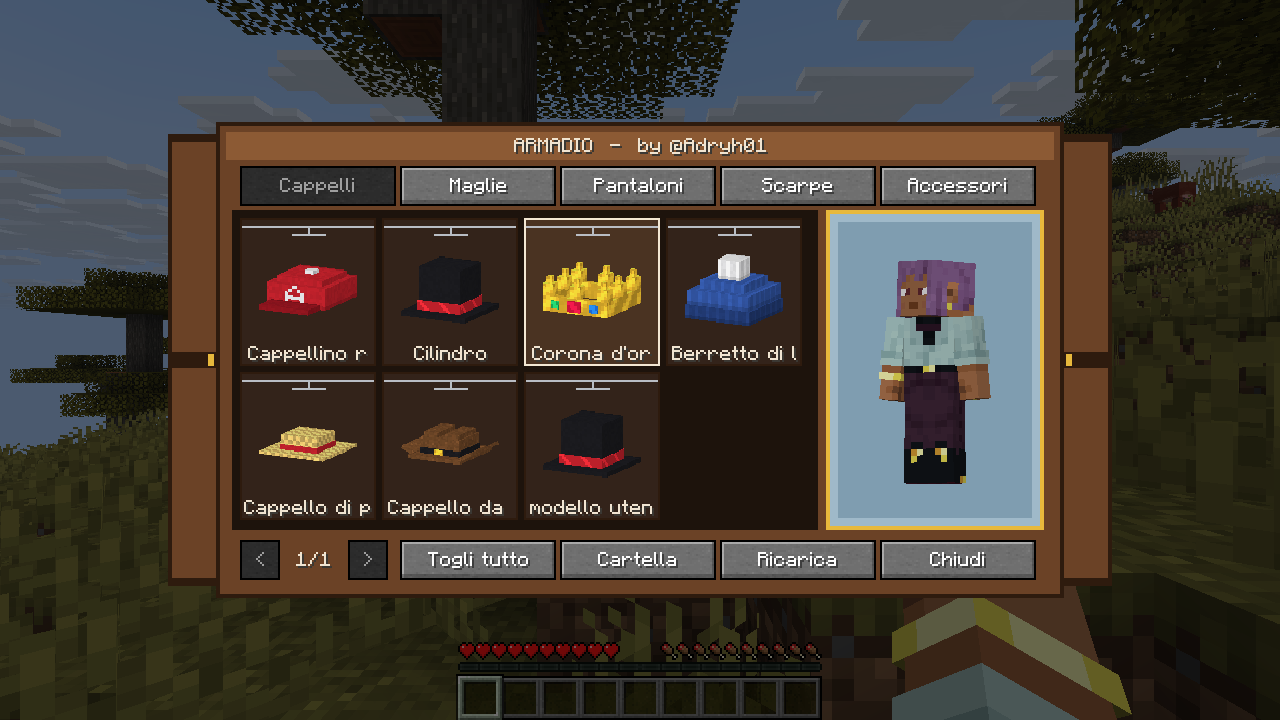 ARMADIO - by @Adryh01
Cappelli Maglie Pantaloni Scarpe Accessori
Cappellino r Cilindro Corona d'or Berretto di l
Cappello di p Cappello da modello uten
< 1/1 > Togli tutto Cartella Ricarica Chiudi